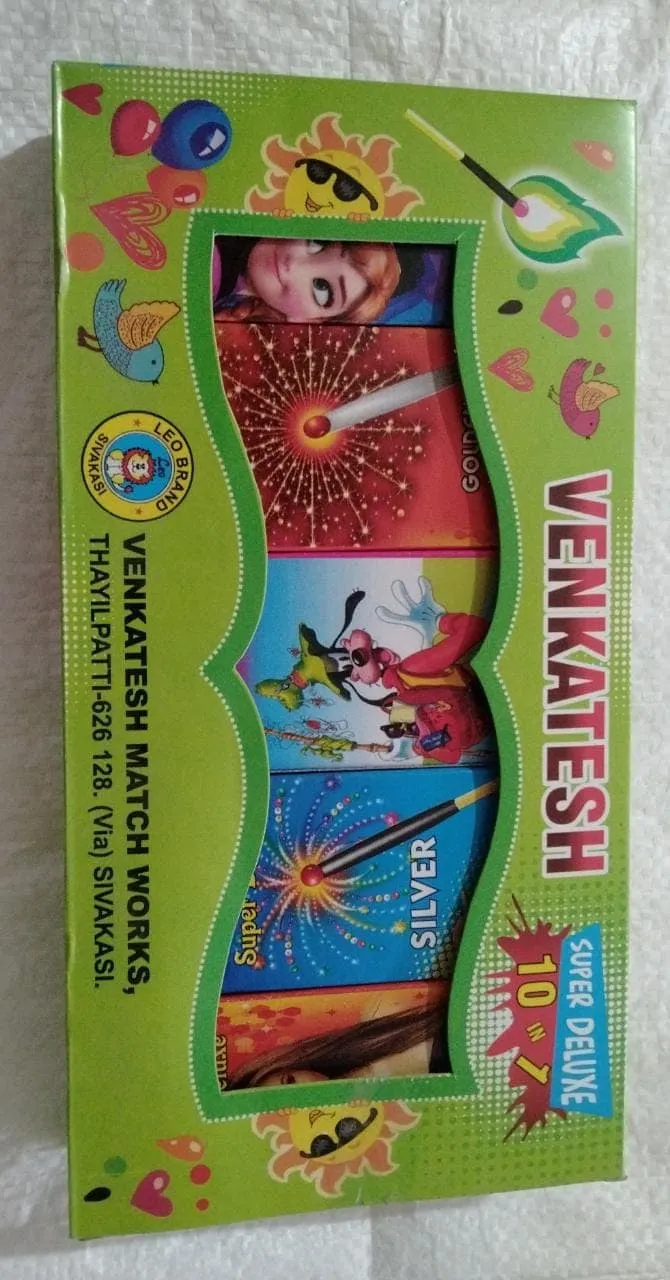 VENKATESH
SUPER DELUXE
10 IN 1
SILVER
Super
LEO BRAND
Leo
SIVAKASI
VENKATESH MATCH WORKS,
THAYILPATTI-626 128. (Via) SIVAKASI.